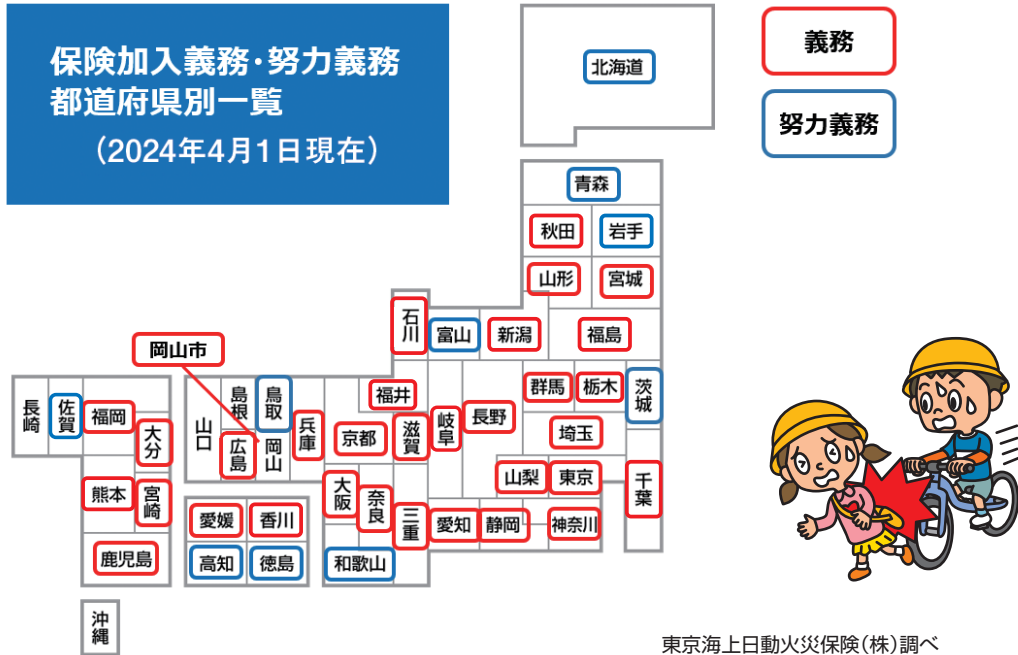 保険加入義務・努力義務
都道府県別一覧
（2024年4月1日現在）
義務
努力義務
北海道
青森
秋田
岩手
山形
宮城
石川
富山
新潟
福島
岡山市
福井
群馬
栃木
茨城
長崎
佐賀
福岡
大分
山口
島根
鳥取
広島
岡山
兵庫
京都
滋賀
岐阜
長野
埼玉
山梨
東京
千葉
熊本
宮崎
大阪
奈良
三重
愛知
静岡
神奈川
愛媛
香川
高知
徳島
和歌山
鹿児島
沖縄
東京海上日動火災保険（株）調べ